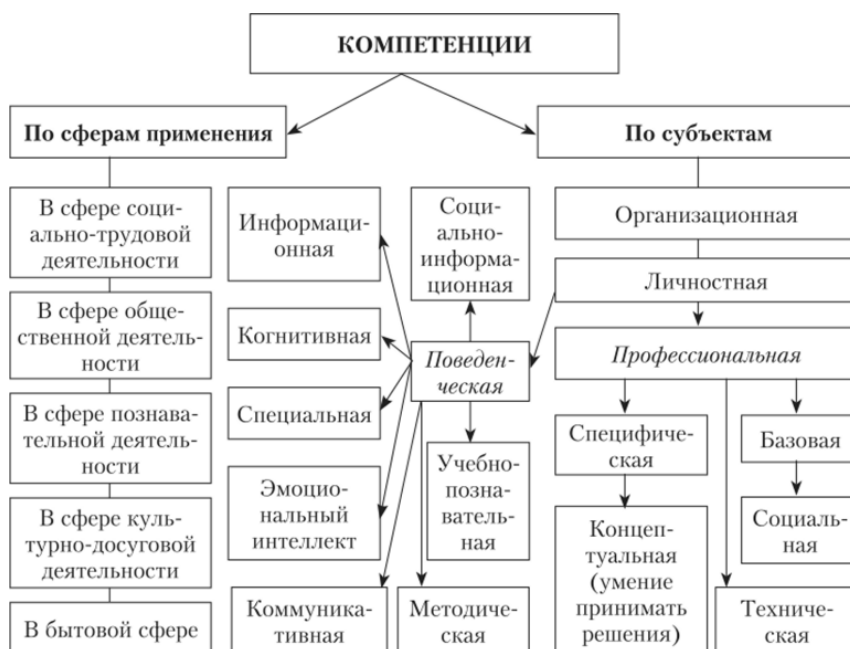 КОМПЕТЕНЦИИ
По сферам применения
По субъектам
В сфере соци-
ально-трудовой
деятельности
В сфере обще-
ственной деятель-
ности
В сфере познава-
тельной деятель-
ности
В сфере куль-
турно-досуговой
деятельности
В бытовой сфере
Информаци-
онная
Когнитивная
Специальная
Эмоцио-
нальный
интеллект
Коммуника-
тивная
Соци-
ально-
информа-
ционная
Поведен-
ческая
Учебно-
позна-
ватель-
ная
Методиче-
ская
Организационная
Личностная
Профессиональная
Специфиче-
ская
Концеп-
туальная
(умение
принимать
решения)
Базовая
Социаль-
ная
Техниче-
ская